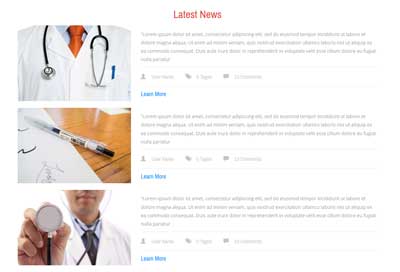 Latest News
"Lorem ipsum dolor sit amet, consectetur adipiscing elit, sed do eiusmod tempor incididunt ut labore et
dolore magna aliqua. Ut enim ad minim veniam, quis nostrud exercitation ullamco laboris nisi ut aliquip ex
ea commodo consequat. Duis aute irure dolor in reprehenderit in voluptate velit esse cillum dolore eu fugiat
nulla pariatur
User Name 5 Tages 10 Comments
Learn More
"Lorem ipsum dolor sit amet, consectetur adipiscing elit, sed do eiusmod tempor incididunt ut labore et
dolore magna aliqua. Ut enim ad minim veniam, quis nostrud exercitation ullamco laboris nisi ut aliquip ex
ea commodo consequat. Duis aute irure dolor in reprehenderit in voluptate velit esse cillum dolore eu fugiat
nulla pariatur
User Name 5 Tages 10 Comments
Learn More
"Lorem ipsum dolor sit amet, consectetur adipiscing elit, sed do eiusmod tempor incididunt ut labore et
dolore magna aliqua. Ut enim ad minim veniam, quis nostrud exercitation ullamco laboris nisi ut aliquip ex
ea commodo consequat. Duis aute irure dolor in reprehenderit in voluptate velit esse cillum dolore eu fugiat
nulla pariatur
User Name 5 Tages 10 Comments
Learn More